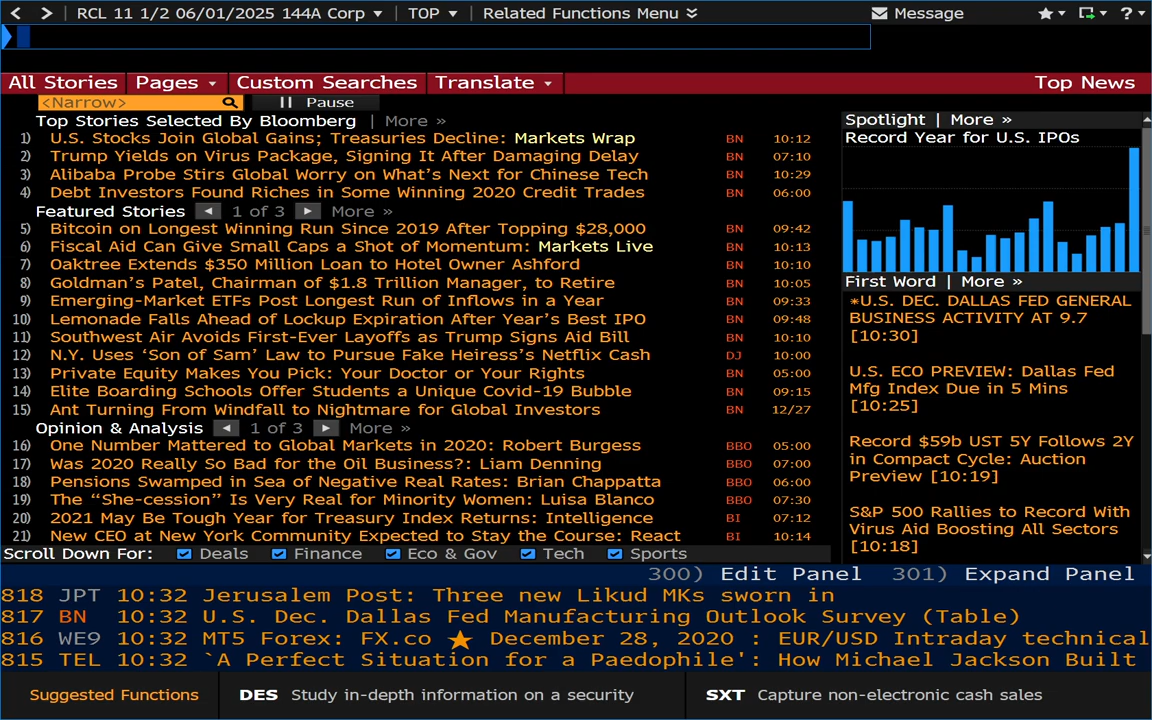 RCL 11 1/2 06/01/2025 144A Corp TOP Related Functions Menu Message ?
All Stories Pages Custom Searches Translate Top News
<Narrow> Pause
Top Stories Selected By Bloomberg | More »
1) U.S. Stocks Join Global Gains; Treasuries Decline: Markets Wrap BN 10:12
2) Trump Yields on Virus Package, Signing It After Damaging Delay BN 07:10
3) Alibaba Probe Stirs Global Worry on What's Next for Chinese Tech BN 10:29
4) Debt Investors Found Riches in Some Winning 2020 Credit Trades BN 06:00
Featured Stories 1 of 3 More »
5) Bitcoin on Longest Winning Run Since 2019 After Topping $28,000 BN 09:42
6) Fiscal Aid Can Give Small Caps a Shot of Momentum: Markets Live BN 10:13
7) Oaktree Extends $350 Million Loan to Hotel Owner Ashford BN 10:10
8) Goldman's Patel, Chairman of $1.8 Trillion Manager, to Retire BN 10:05
9) Emerging-Market ETFs Post Longest Run of Inflows in a Year BN 09:33
10) Lemonade Falls Ahead of Lockup Expiration After Year's Best IPO BN 09:48
11) Southwest Air Avoids First-Ever Layoffs as Trump Signs Aid Bill BN 10:10
12) N.Y. Uses 'Son of Sam' Law to Pursue Fake Heiress's Netflix Cash DJ 10:00
13) Private Equity Makes You Pick: Your Doctor or Your Rights BN 05:00
14) Elite Boarding Schools Offer Students a Unique Covid-19 Bubble BN 09:15
15) Ant Turning From Windfall to Nightmare for Global Investors BN 12/27
Opinion & Analysis 1 of 3 More »
16) One Number Mattered to Global Markets in 2020: Robert Burgess BBO 05:00
17) Was 2020 Really So Bad for the Oil Business?: Liam Denning BBO 07:00
18) Pensions Swamped in Sea of Negative Real Rates: Brian Chappatta BBO 06:00
19) The “She-cession” Is Very Real for Minority Women: Luisa Blanco BBO 07:30
20) 2021 May Be Tough Year for Treasury Index Returns: Intelligence BI 07:12
21) New CEO at New York Community Expected to Stay the Course: React BI 10:14
Scroll Down For: Deals Finance Eco & Gov Tech Sports
Spotlight | More »
Record Year for U.S. IPOs
First Word | More »
*U.S. DEC. DALLAS FED GENERAL
BUSINESS ACTIVITY AT 9.7
[10:30]
U.S. ECO PREVIEW: Dallas Fed
Mfg Index Due in 5 Mins
[10:25]
Record $59b UST 5Y Follows 2Y
in Compact Cycle: Auction
Preview [10:19]
S&P 500 Rallies to Record With
Virus Aid Boosting All Sectors
[10:18]
300) Edit Panel 301) Expand Panel
818 JPT 10:32 Jerusalem Post: Three new Likud MKs sworn in
817 BN 10:32 U.S. Dec. Dallas Fed Manufacturing Outlook Survey (Table)
816 WE9 10:32 MT5 Forex: FX.co ★ December 28, 2020 : EUR/USD Intraday technical
815 TEL 10:32 `A Perfect Situation for a Paedophile': How Michael Jackson Built
Suggested Functions DES Study in-depth information on a security SXT Capture non-electronic cash sales